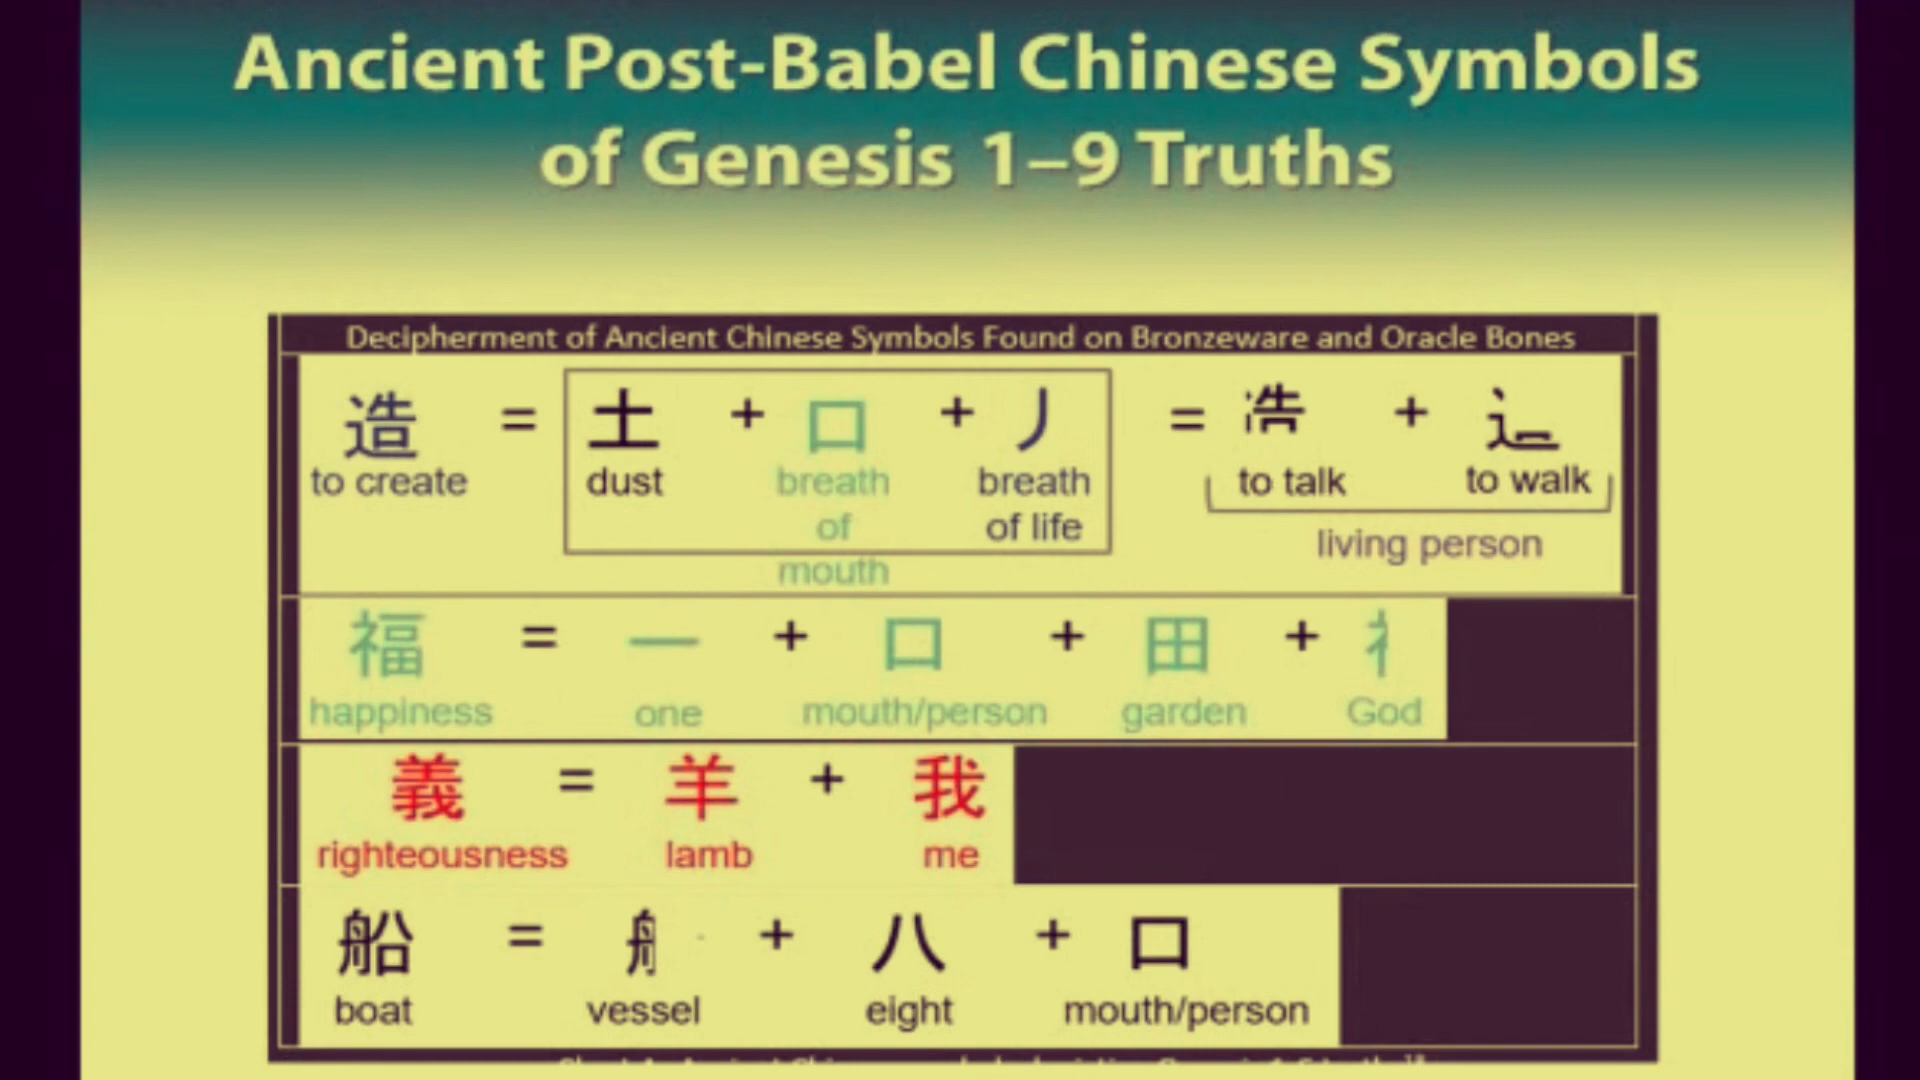 Ancient Post-Babel Chinese Symbols
of Genesis 1–9 Truths
Decipherment of Ancient Chinese Symbols Found on Bronzeware and Oracle Bones
造 = 土 + 口 + 丿 = 告 + 辶
to create dust breath of mouth breath of life to talk to walk
living person
福 = 一 + 口 + 田 + 礻
happiness one mouth/person garden God
義 = 羊 + 我
righteousness lamb me
船 = 舟 + 八 + 口
boat vessel eight mouth/person